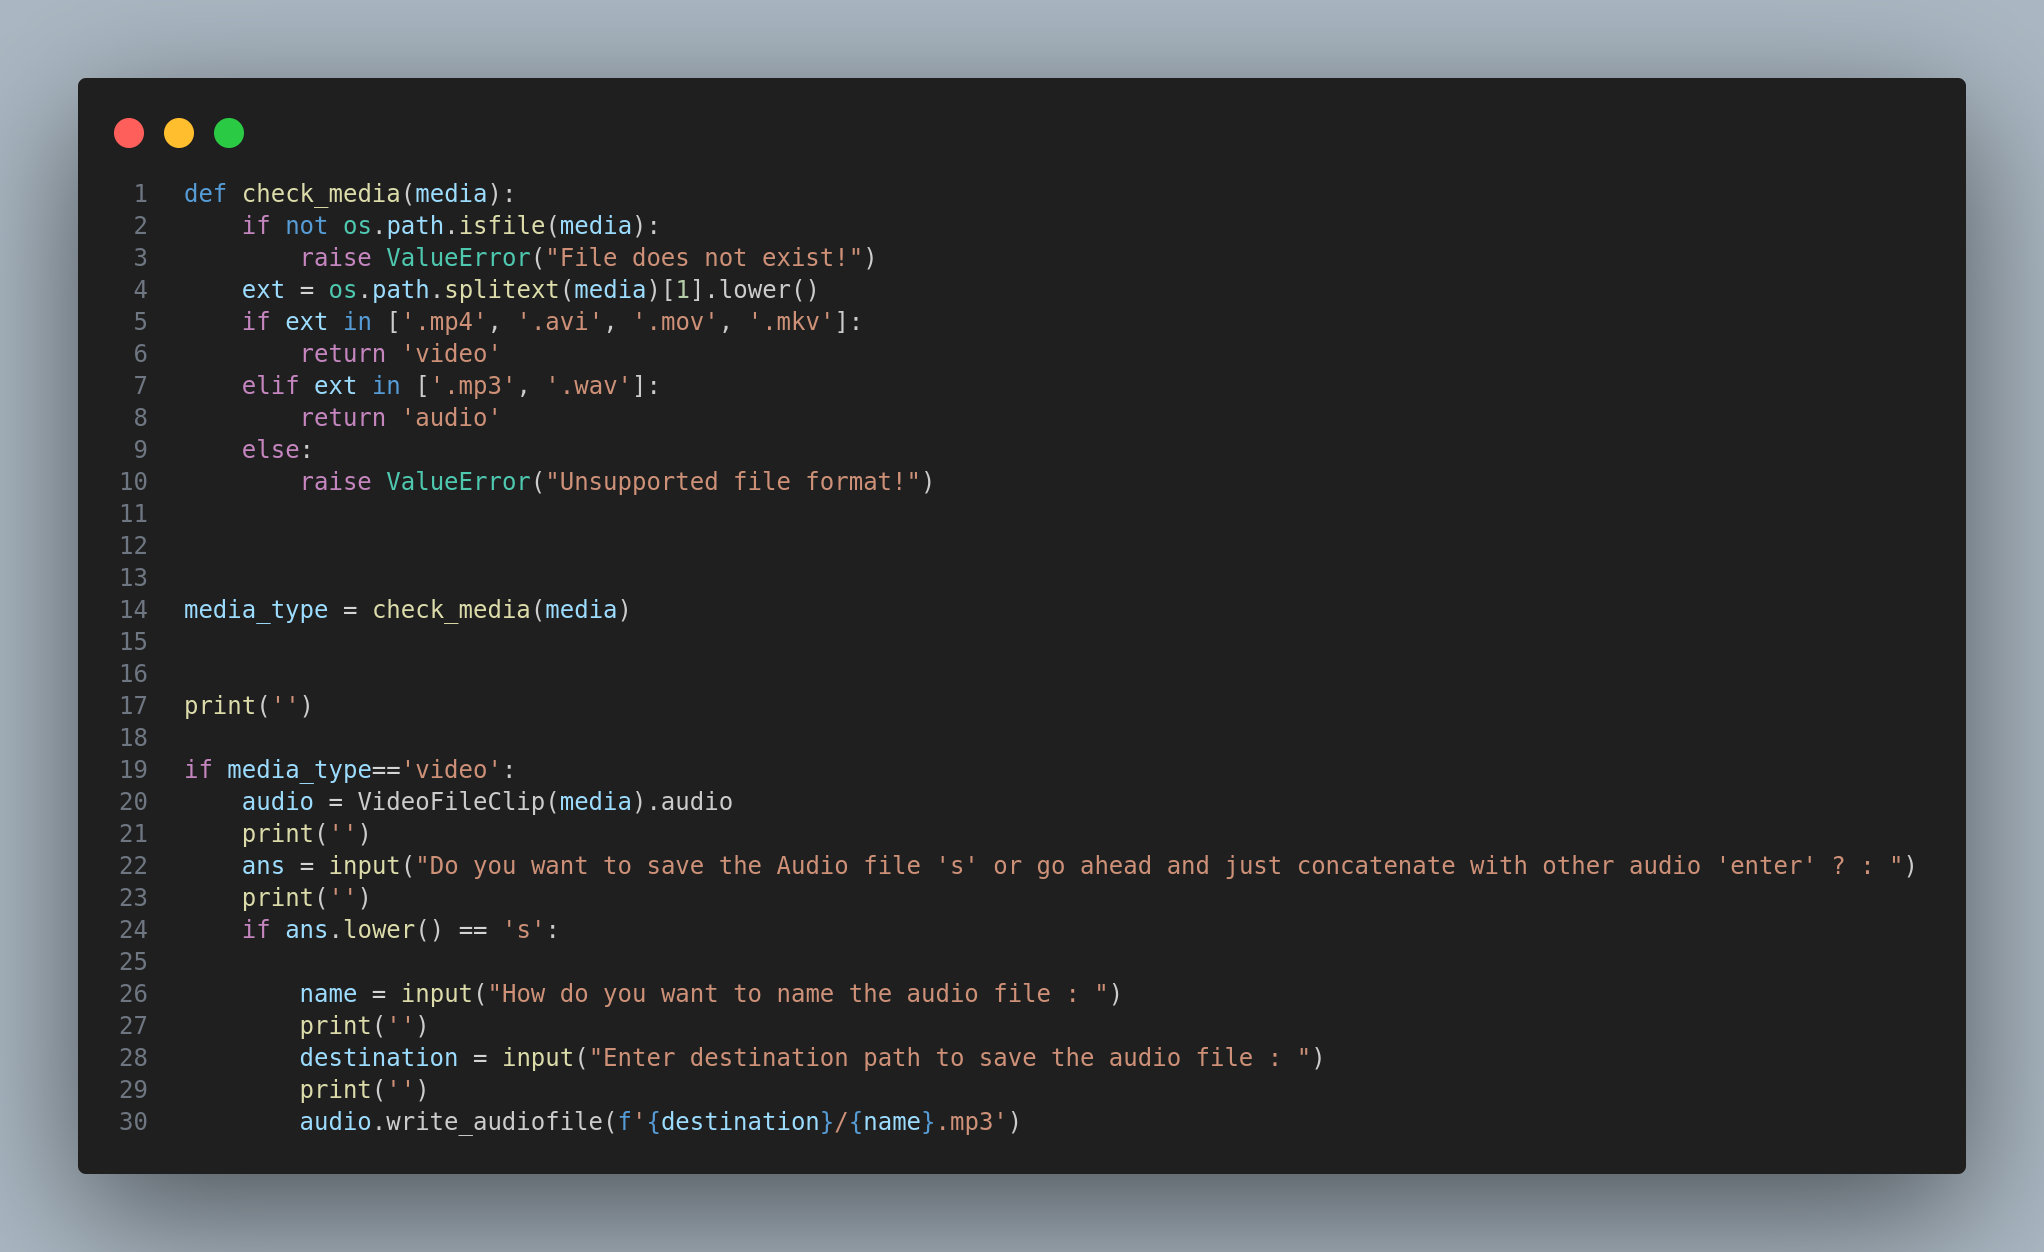 1 def check_media(media):
2     if not os.path.isfile(media):
3         raise ValueError("File does not exist!")
4     ext = os.path.splitext(media)[1].lower()
5     if ext in ['.mp4', '.avi', '.mov', '.mkv']:
6         return 'video'
7     elif ext in ['.mp3', '.wav']:
8         return 'audio'
9     else:
10         raise ValueError("Unsupported file format!")
11
12
13
14 media_type = check_media(media)
15
16
17 print('')
18
19 if media_type=='video':
20     audio = VideoFileClip(media).audio
21     print('')
22     ans = input("Do you want to save the Audio file 's' or go ahead and just concatenate with other audio 'enter' ? : ")
23     print('')
24     if ans.lower() == 's':
25
26         name = input("How do you want to name the audio file : ")
27         print('')
28         destination = input("Enter destination path to save the audio file : ")
29         print('')
30         audio.write_audiofile(f'{destination}/{name}.mp3')